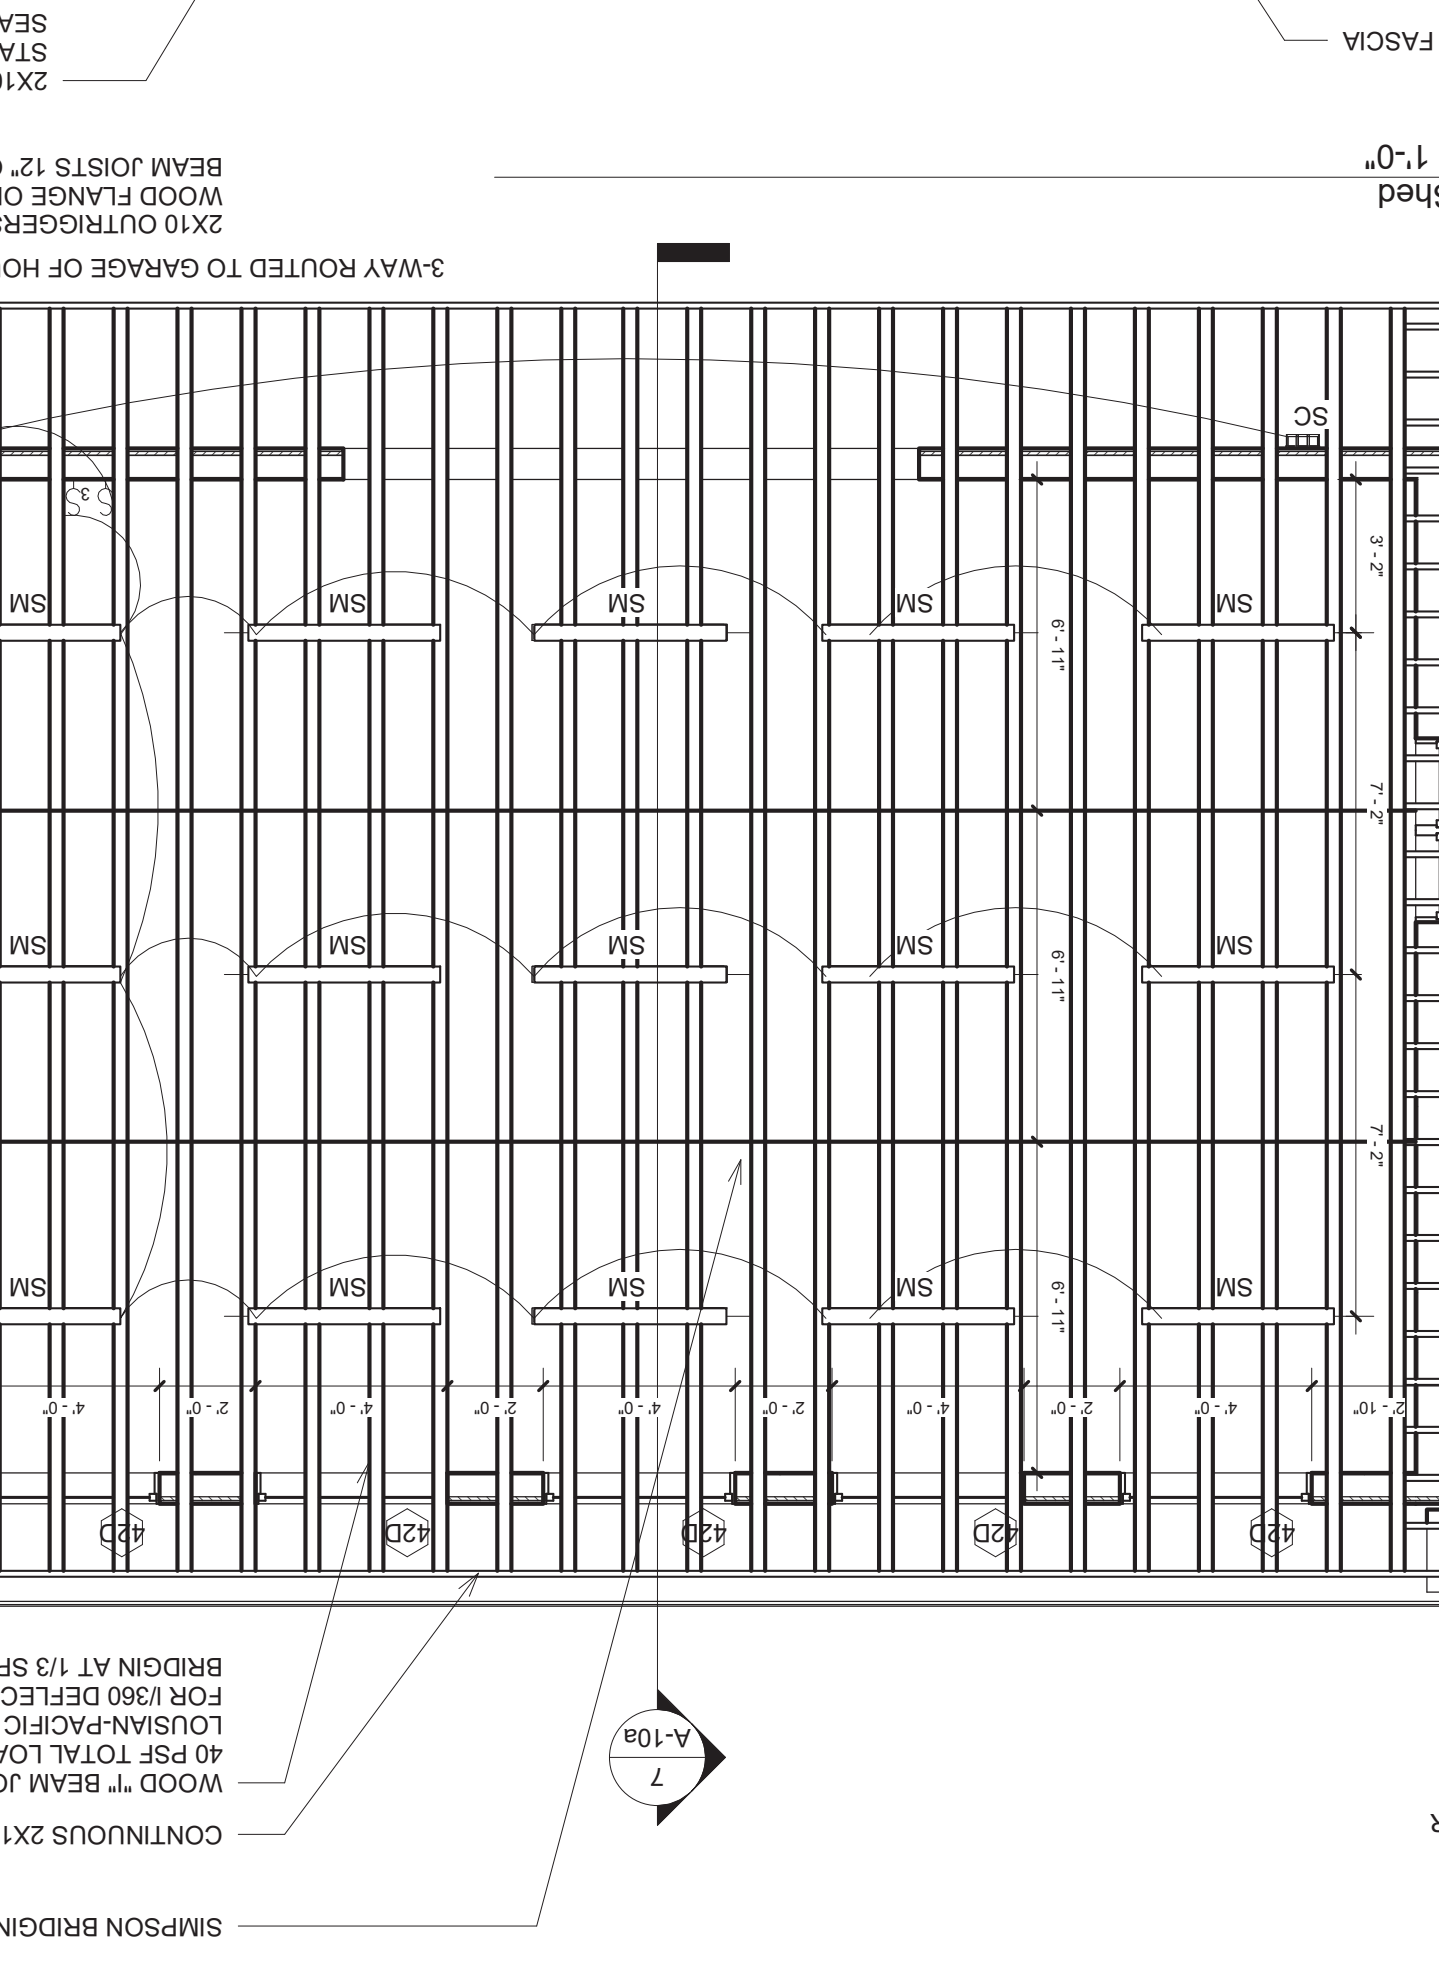 SIMPSON BRIDGIN
CONTINUOUS 2X1
R
WOOD "I" BEAM JO
40 PSF TOTAL LOA
LOUSIAN-PACIFIC
FOR l/360 DEFLEC
BRIDGIN AT 1/3 SP
7
A-10a
42D
42D
42D
42D
42D
2' - 10"
4' - 0"
2' - 0"
4' - 0"
2' - 0"
4' - 0"
2' - 0"
4' - 0"
2' - 0"
4' - 0"
6' - 11"
SM
SM
SM
SM
SM
7' - 2"
6' - 11"
SM
SM
SM
SM
SM
7' - 2"
6' - 11"
SM
SM
SM
SM
SM
3' - 2"
S
S3
SC
3-WAY ROUTED TO GARAGE OF HOU
2X10 OUTRIGGERS
WOOD FLANGE OR
BEAM JOISTS 12" O
Shed
1'-0"
2X10
STA
SEA
FASCIA